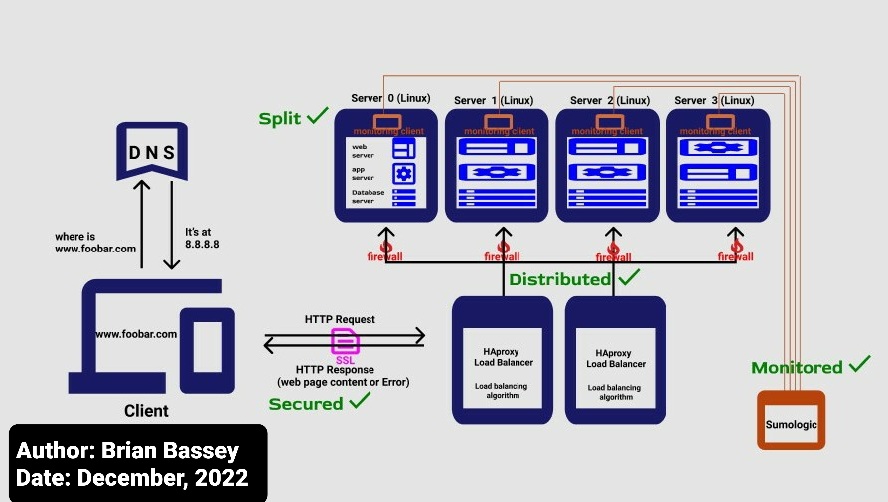 Server 0 (Linux)
Server 1 (Linux)
Server 2 (Linux)
Server 3 (Linux)
Split
monitoring client
monitoring client
monitoring client
monitoring client
web
server
app
server
Database
server
DNS
where is
www.foobar.com
It's at
8.8.8.8
firewall
firewall
firewall
firewall
Distributed
www.foobar.com
Client
HTTP Request
SSL
HTTP Response
(web page content or Error)
Secured
HAproxy
Load Balancer
Load balancing
algorithm
HAproxy
Load Balancer
Load balancing
algorithm
Monitored
Sumologic
Author: Brian Bassey
Date: December, 2022